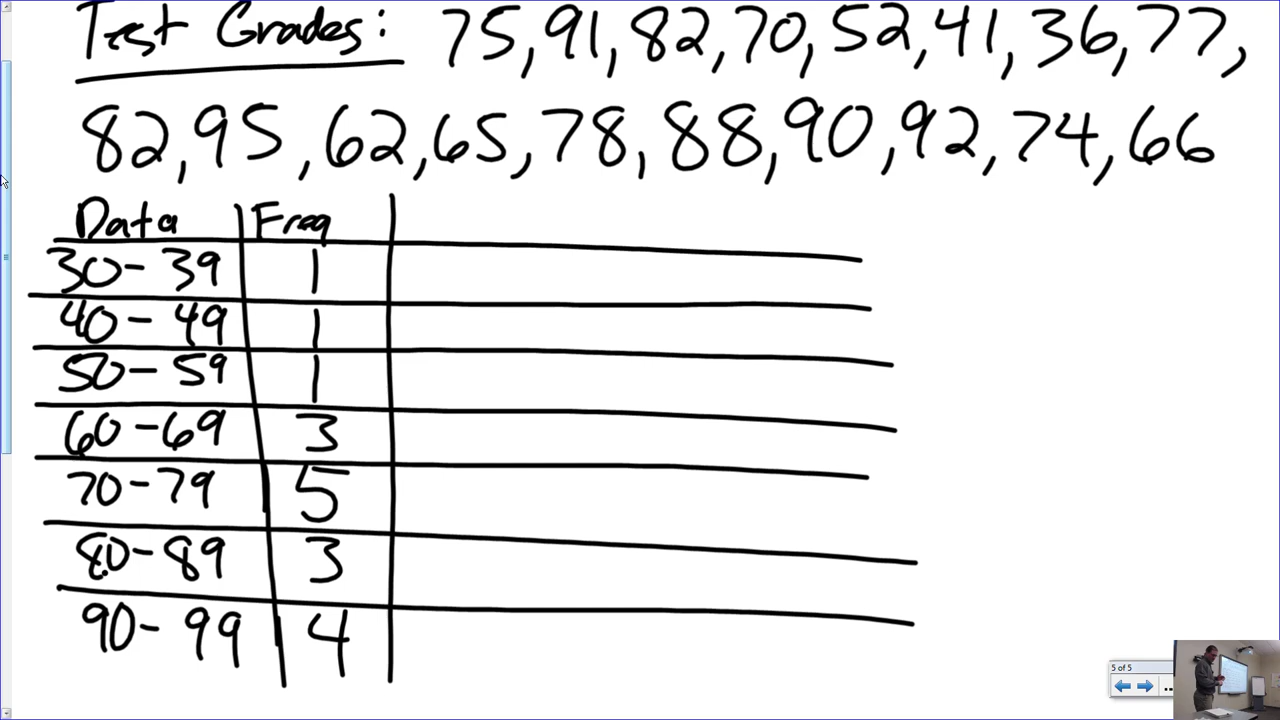 Test Grades: 75, 91, 82, 70, 52, 41, 36, 77,
82, 95, 62, 65, 78, 88, 90, 92, 74, 66
Data Freq
30-39 1
40-49 1
50-59 1
60-69 3
70-79 5
80-89 3
90-99 4
5 of 5